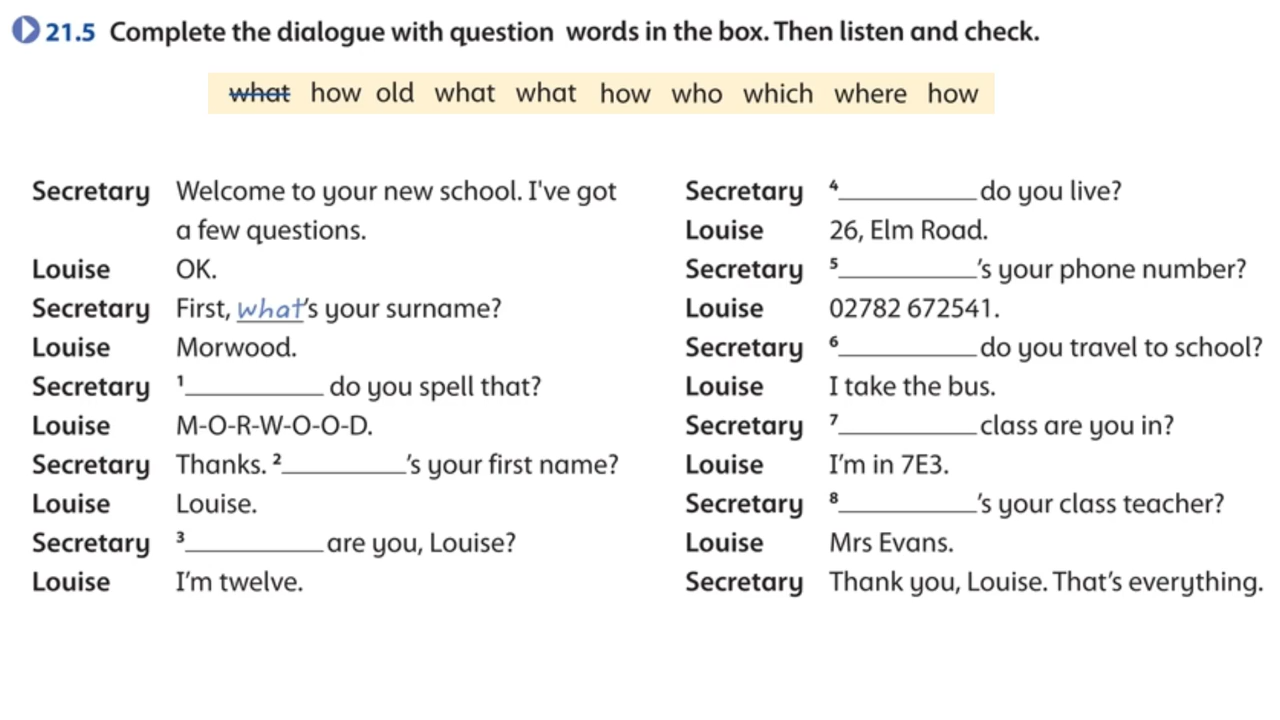 21.5 Complete the dialogue with question words in the box. Then listen and check.
what how old what what how who which where how
Secretary Welcome to your new school. I've got
a few questions.
Louise OK.
Secretary First, what's your surname?
Louise Morwood.
Secretary ¹__________ do you spell that?
Louise M-O-R-W-O-O-D.
Secretary Thanks. ²__________'s your first name?
Louise Louise.
Secretary ³__________ are you, Louise?
Louise I'm twelve.
Secretary ⁴__________ do you live?
Louise 26, Elm Road.
Secretary ⁵__________'s your phone number?
Louise 02782 672541.
Secretary ⁶__________ do you travel to school?
Louise I take the bus.
Secretary ⁷__________ class are you in?
Louise I'm in 7E3.
Secretary ⁸__________'s your class teacher?
Louise Mrs Evans.
Secretary Thank you, Louise. That's everything.